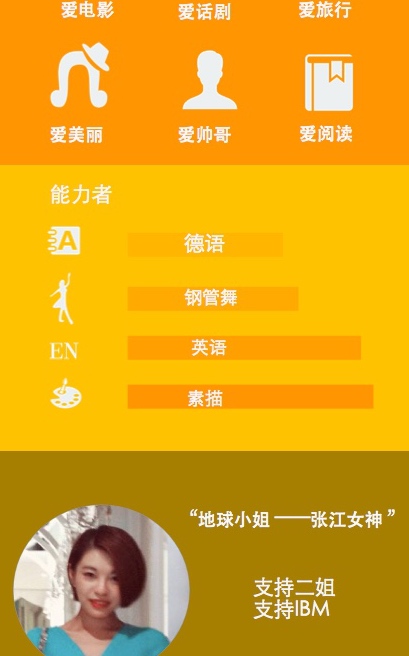 爱电影 爱话剧 爱旅行
爱美丽 爱帅哥 爱阅读
能力者
A 德语
钢管舞
EN 英语
素描
“地球小姐 ——张江女神 ”
支持二姐
支持IBM